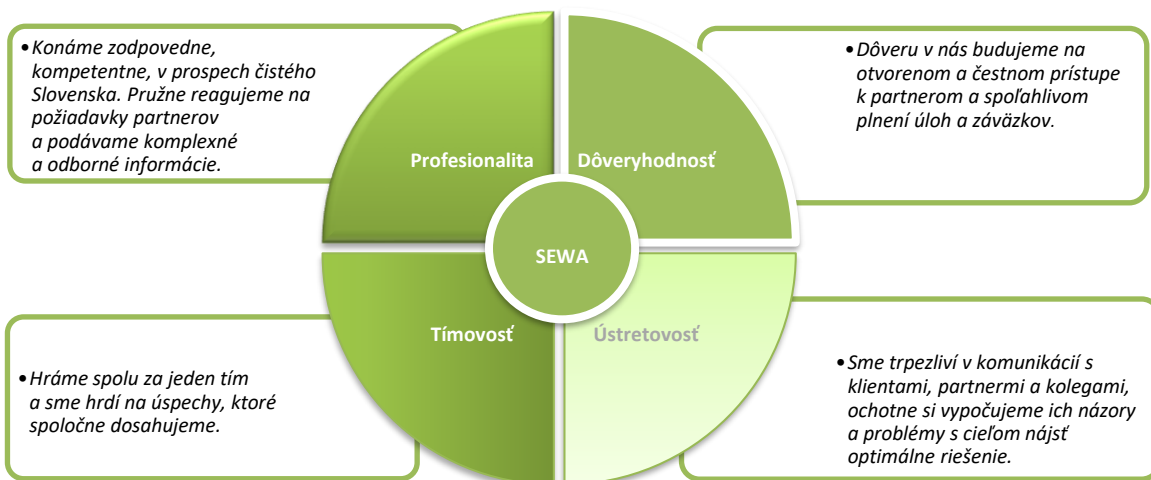 •Konáme zodpovedne,
kompetentne, v prospech čistého
Slovenska. Pružne reagujeme na
požiadavky partnerov
a podávame komplexné
a odborné informácie.
•Dôveru v nás budujeme na
otvorenom a čestnom prístupe
k partnerom a spoľahlivom
plnení úloh a záväzkov.
Profesionalita
Dôveryhodnosť
SEWA
Tímovosť
Ústretovosť
•Hráme spolu za jeden tím
a sme hrdí na úspechy, ktoré
spoločne dosahujeme.
•Sme trpezliví v komunikácií s
klientami, partnermi a kolegami,
ochotne si vypočujeme ich názory
a problémy s cieľom nájsť
optimálne riešenie.